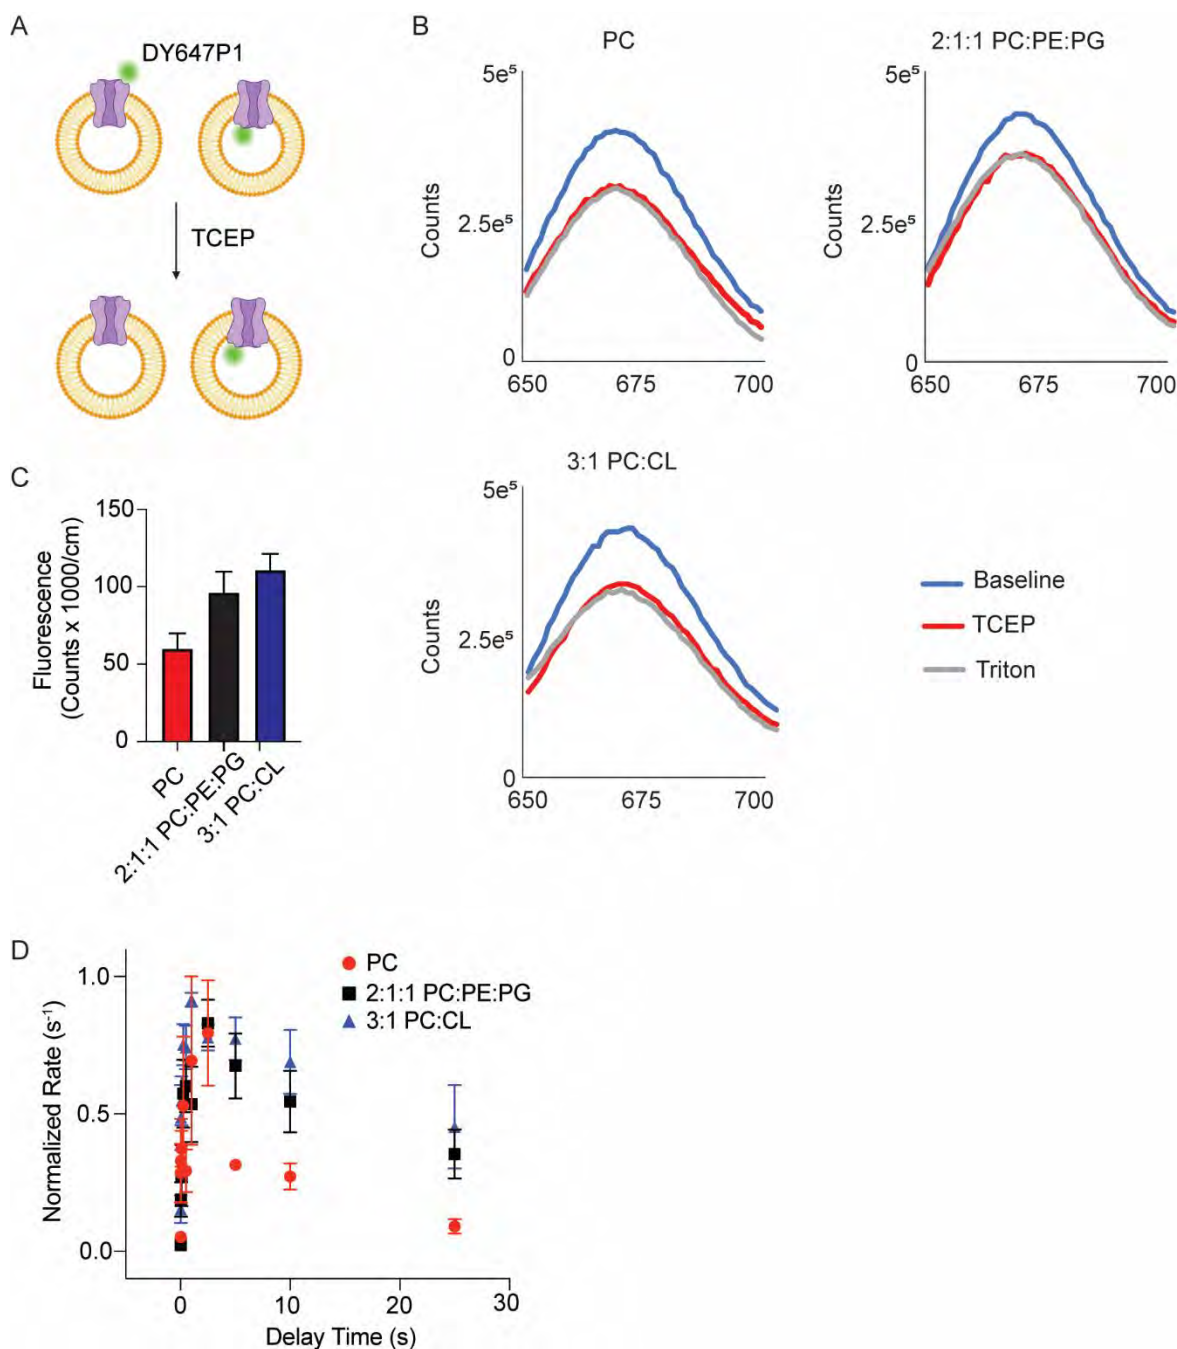 A
DY647P1
TCEP
B
PC
5e⁵
2.5e⁵
0
Counts
650
675
700
2:1:1 PC:PE:PG
5e⁵
2.5e⁵
0
Counts
650
675
700
3:1 PC:CL
5e⁵
2.5e⁵
0
Counts
650
675
700
Baseline
TCEP
Triton
C
Fluorescence
(Counts x 1000/cm)
150
100
50
0
PC
2:1:1 PC:PE:PG
3:1 PC:CL
D
PC
2:1:1 PC:PE:PG
3:1 PC:CL
Normalized Rate (s⁻¹)
1.0
0.5
0.0
0
10
20
30
Delay Time (s)